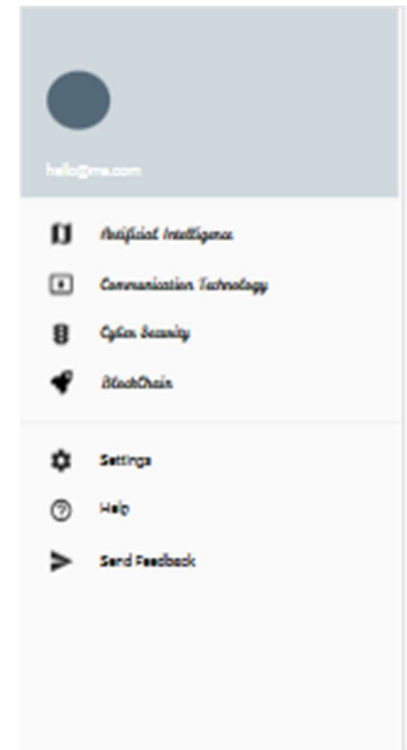 hello@me.com
Artificial Intelligence
Communication Technology
Cyber Security
BlockChain
Settings
Help
Send Feedback